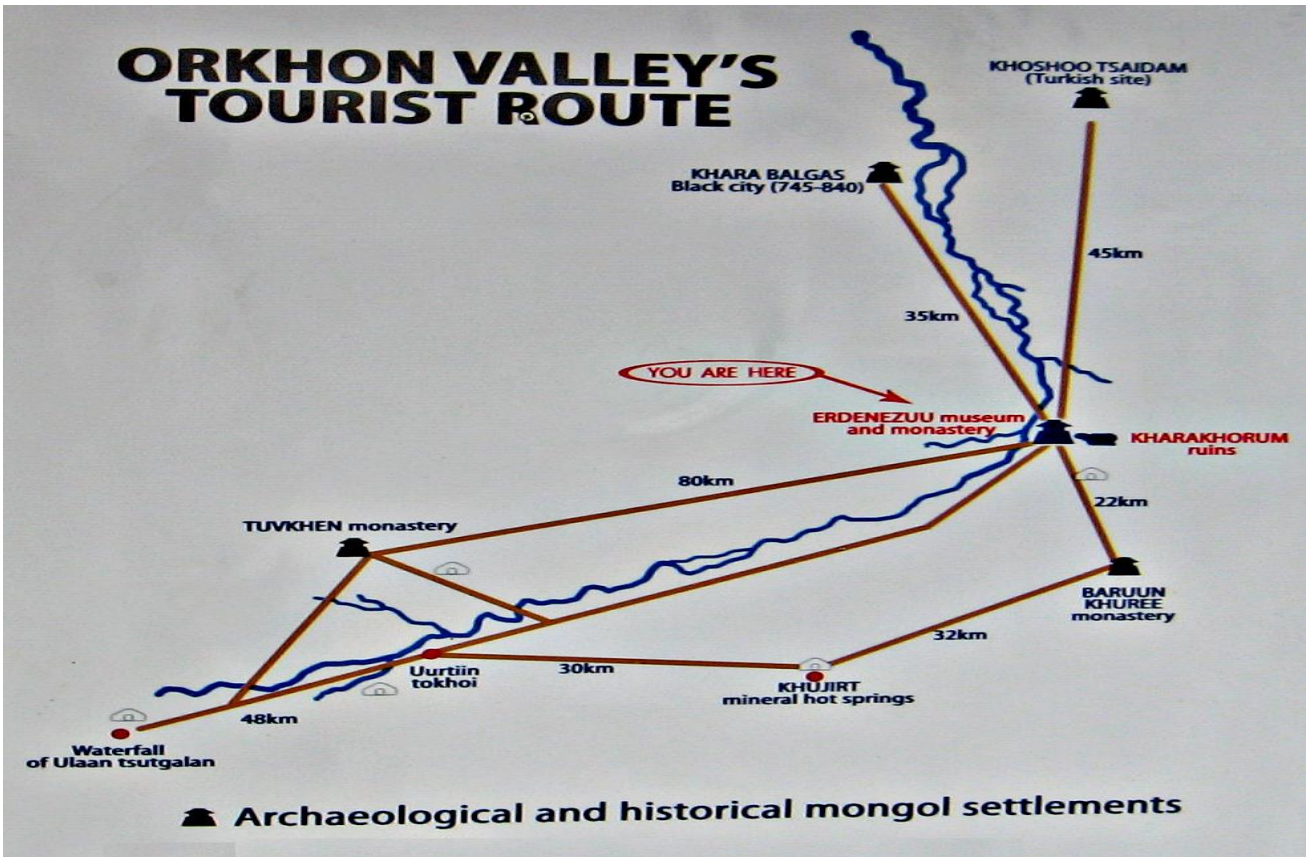 ORKHON VALLEY'S
TOURIST ROUTE
KHOSHOO TSAIDAM
(Turkish site)
KHARA BALGAS
Black city (745-840)
45km
35km
YOU ARE HERE
ERDENEZUU museum
and monastery
KHARAKHORUM
ruins
80km
22km
TUVKHEN monastery
BARUUN
KHUREE
monastery
32km
Uurtiin
tokhoi
30km
KHUJIRT
mineral hot springs
48km
Waterfall
of Ulaan tsutgalan
Archaeological and historical mongol settlements